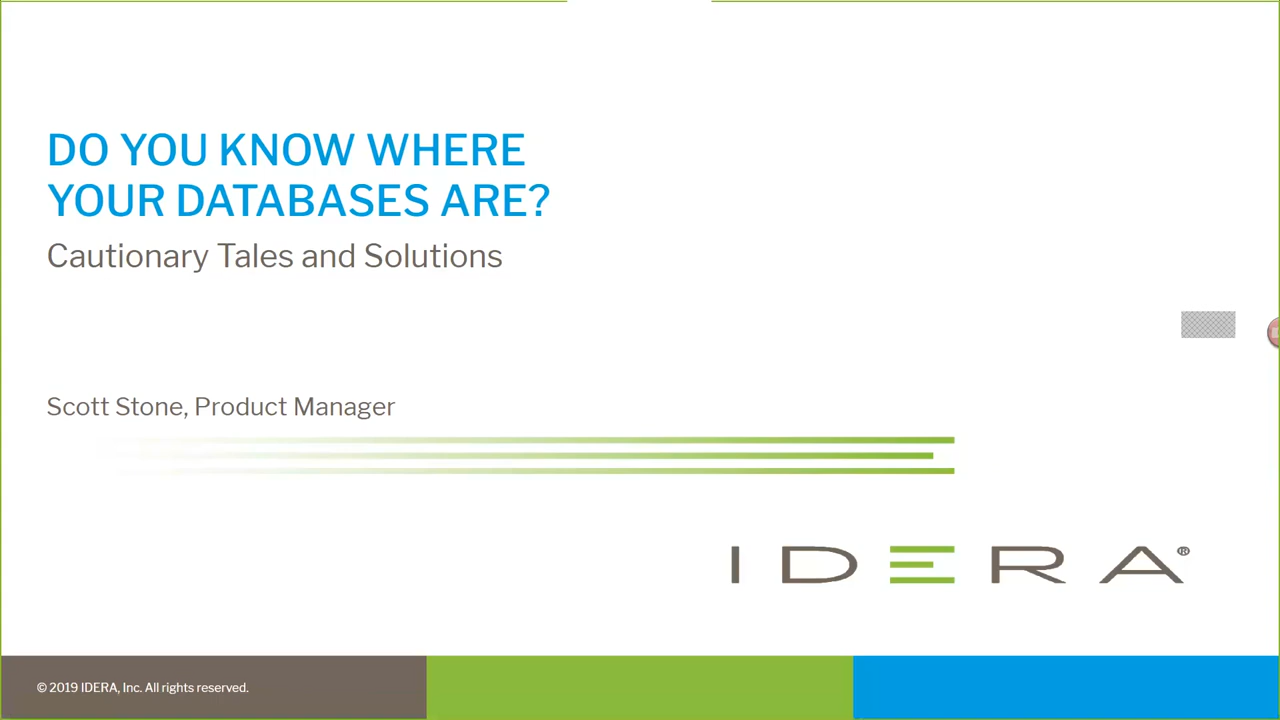 DO YOU KNOW WHERE
YOUR DATABASES ARE?
Cautionary Tales and Solutions
Scott Stone, Product Manager
IDERA®
© 2019 IDERA, Inc. All rights reserved.